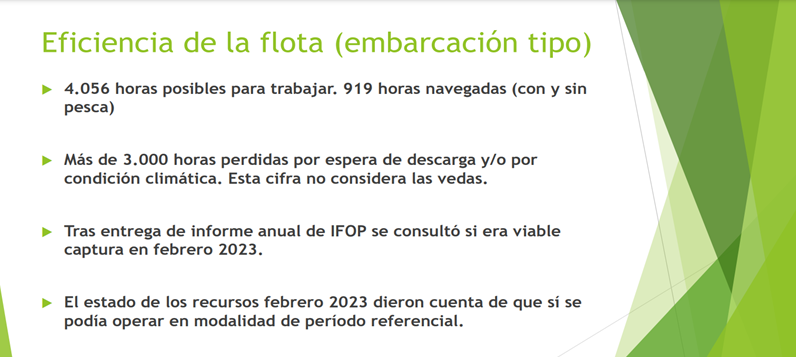 Eficiencia de la flota (embarcación tipo)
4.056 horas posibles para trabajar. 919 horas navegadas (con y sin
pesca)
Más de 3.000 horas perdidas por espera de descarga y/o por
condición climática. Esta cifra no considera las vedas.
Tras entrega de informe anual de IFOP se consultó si era viable
captura en febrero 2023.
El estado de los recursos febrero 2023 dieron cuenta de que sí se
podía operar en modalidad de período referencial.